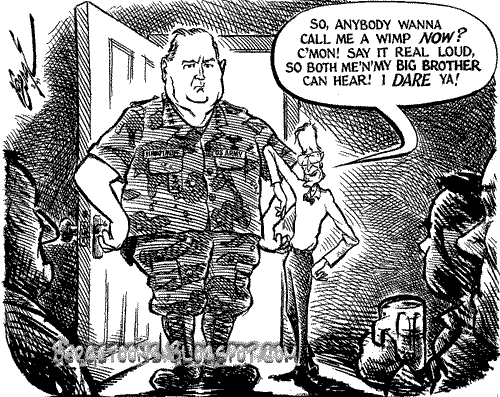 SO, ANYBODY WANNA
CALL ME A WIMP NOW?
C'MON! SAY IT REAL LOUD,
SO BOTH ME'N'MY BIG BROTHER
CAN HEAR! I DARE YA!